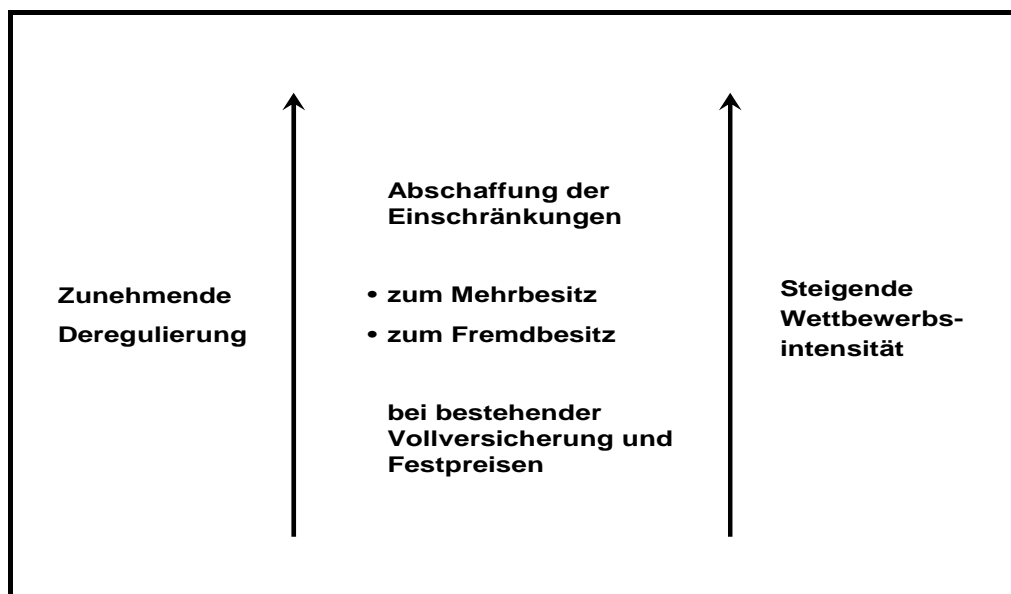 Zunehmende
Deregulierung
Abschaffung der
Einschränkungen
• zum Mehrbesitz
• zum Fremdbesitz
bei bestehender
Vollversicherung und
Festpreisen
Steigende
Wettbewerbs-
intensität